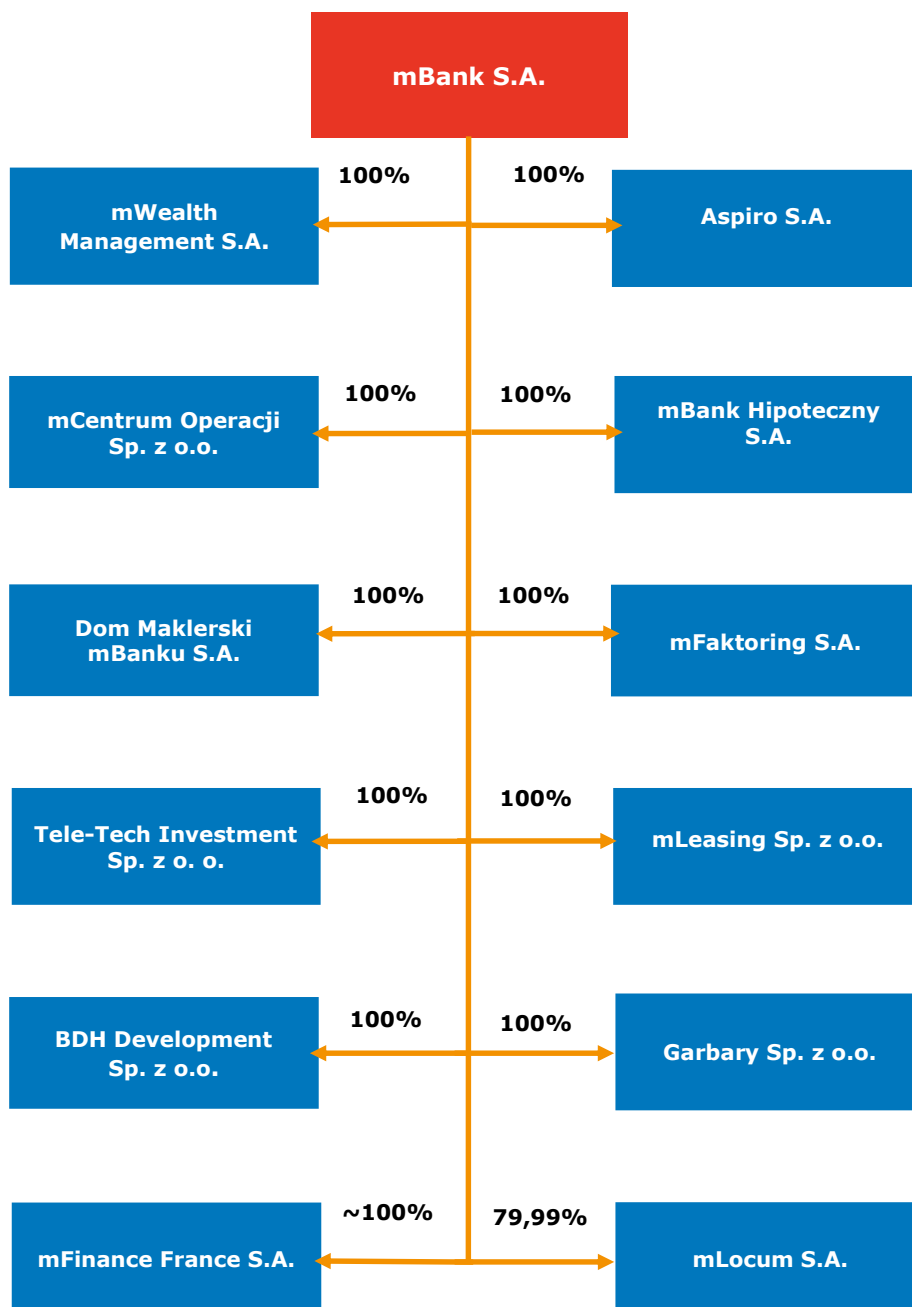 mBank S.A.
100%
100%
mWealth
Management S.A.
Aspiro S.A.
100%
100%
mCentrum Operacji
Sp. z o.o.
mBank Hipoteczny
S.A.
100%
100%
Dom Maklerski
mBanku S.A.
mFaktoring S.A.
100%
100%
Tele-Tech Investment
Sp. z o. o.
mLeasing Sp. z o.o.
100%
100%
BDH Development
Sp. z o.o.
Garbary Sp. z o.o.
~100%
79,99%
mFinance France S.A.
mLocum S.A.